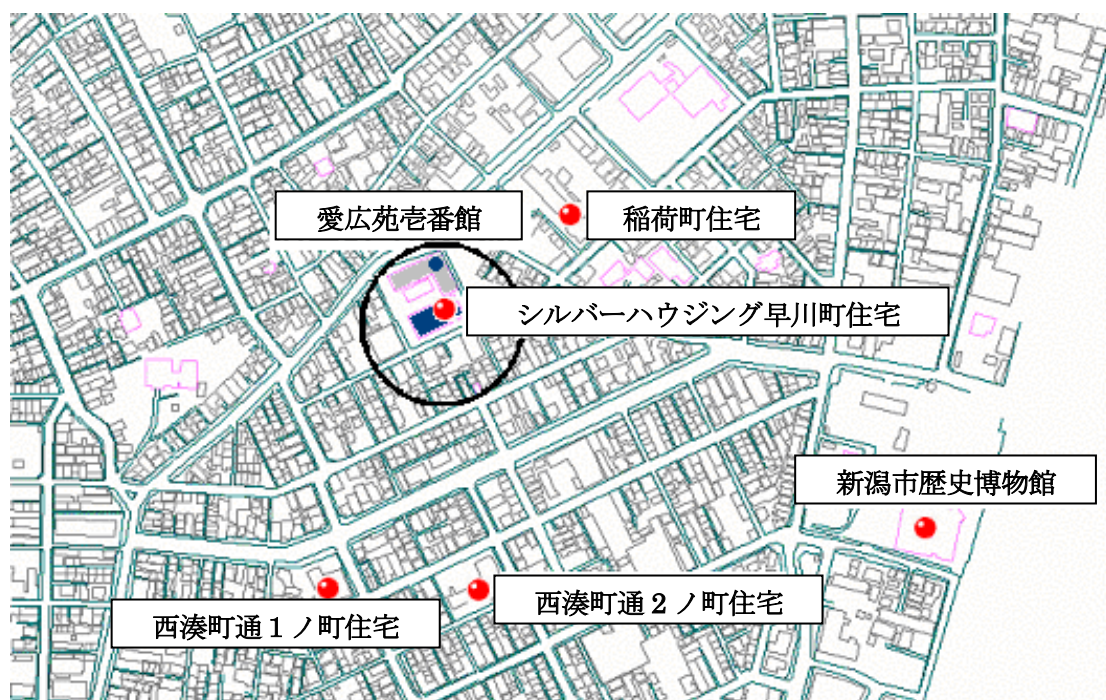 愛広苑壱番館
稲荷町住宅
シルバーハウジング早川町住宅
新潟市歴史博物館
西湊町通２ノ町住宅
西湊町通１ノ町住宅